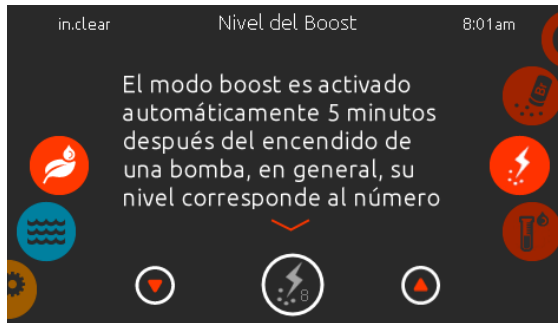 in.clear
Nivel del Boost
8:01am
El modo boost es activado
automáticamente 5 minutos
después del encendido de
una bomba, en general, su
nivel corresponde al número
Br
8